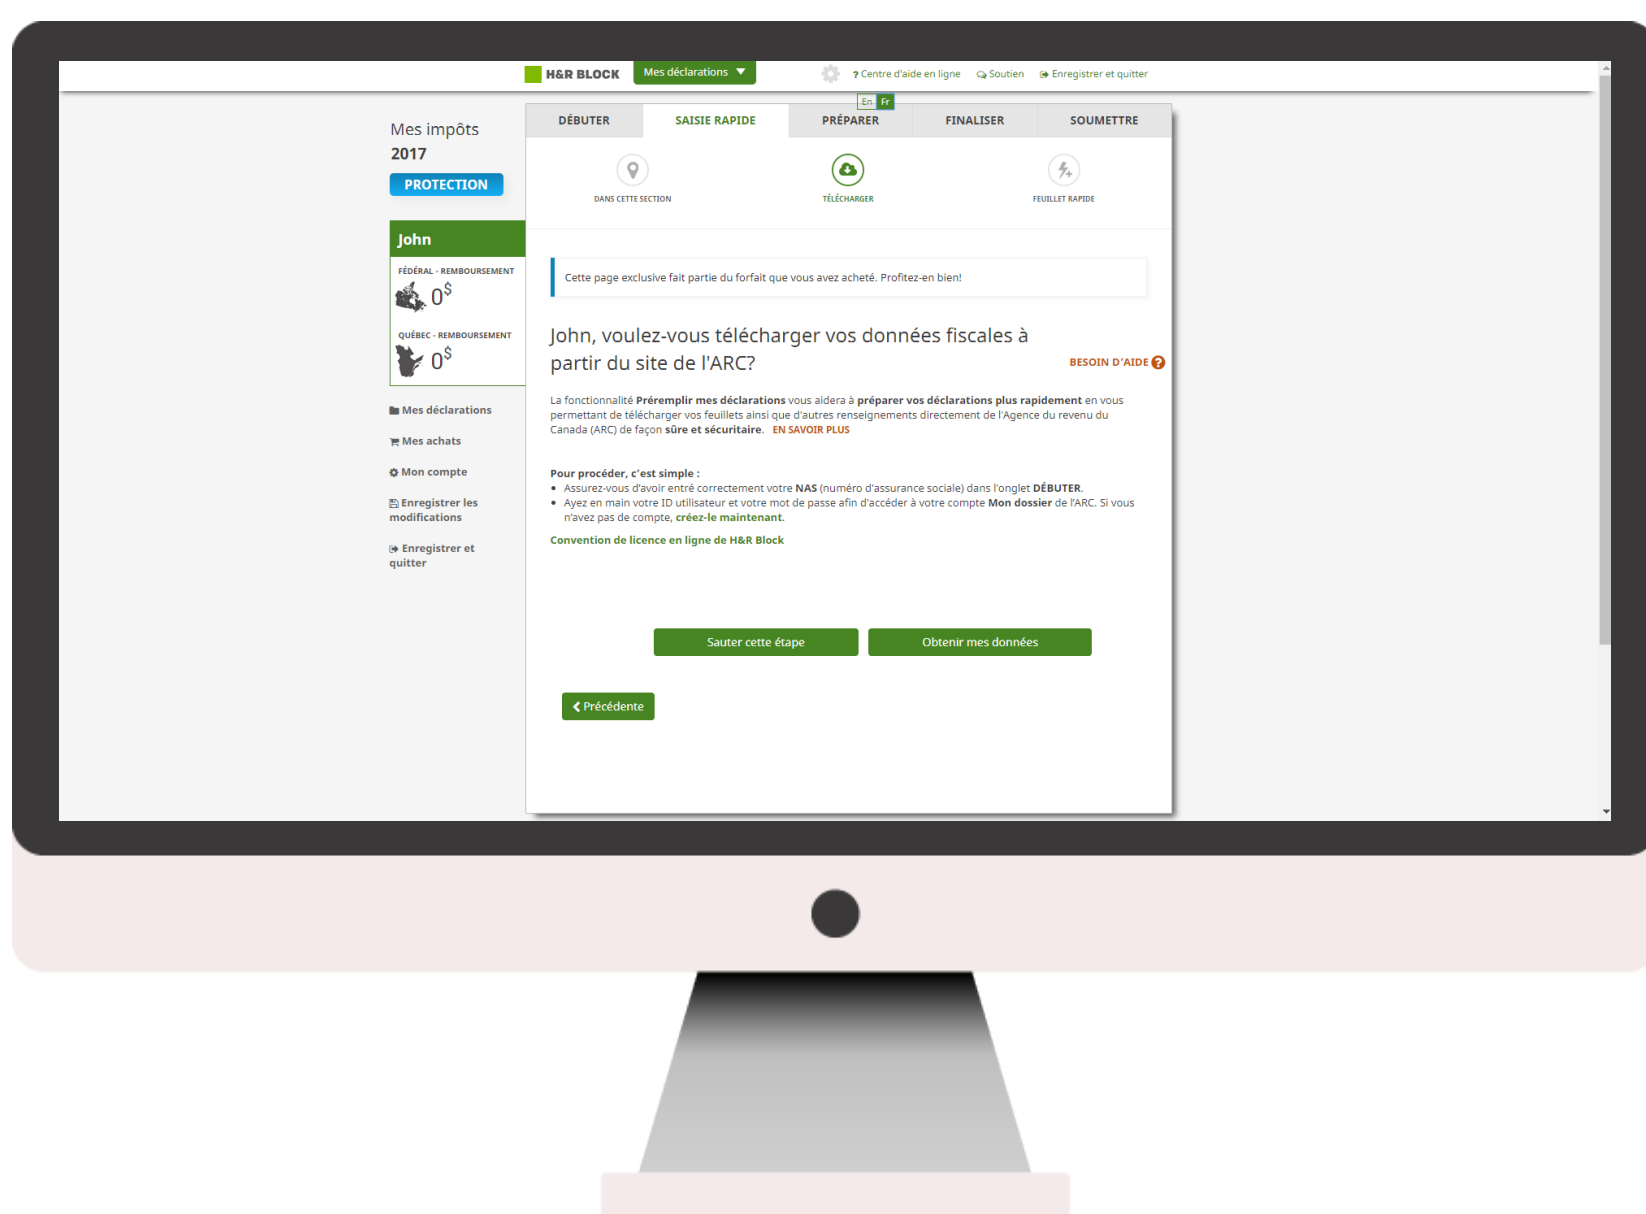 H&R BLOCK Mes déclarations ▼ ? Centre d'aide en ligne Soutien Enregistrer et quitter
En Fr
Mes impôts
2017
PROTECTION
John
FÉDÉRAL - REMBOURSEMENT
0$
QUÉBEC - REMBOURSEMENT
0$
Mes déclarations
Mes achats
Mon compte
Enregistrer les
modifications
Enregistrer et
quitter
DÉBUTER SAISIE RAPIDE PRÉPARER FINALISER SOUMETTRE
DANS CETTE SECTION TÉLÉCHARGER FEUILLET RAPIDE
Cette page exclusive fait partie du forfait que vous avez acheté. Profitez-en bien!
John, voulez-vous télécharger vos données fiscales à
partir du site de l'ARC?
BESOIN D'AIDE ?
La fonctionnalité Préremplir mes déclarations vous aidera à préparer vos déclarations plus rapidement en vous
permettant de télécharger vos feuillets ainsi que d'autres renseignements directement de l'Agence du revenu du
Canada (ARC) de façon sûre et sécuritaire. EN SAVOIR PLUS
Pour procéder, c'est simple :
• Assurez-vous d'avoir entré correctement votre NAS (numéro d'assurance sociale) dans l'onglet DÉBUTER.
• Ayez en main votre ID utilisateur et votre mot de passe afin d'accéder à votre compte Mon dossier de l'ARC. Si vous
n'avez pas de compte, créez-le maintenant.
Convention de licence en ligne de H&R Block
Sauter cette étape Obtenir mes données
Précédente